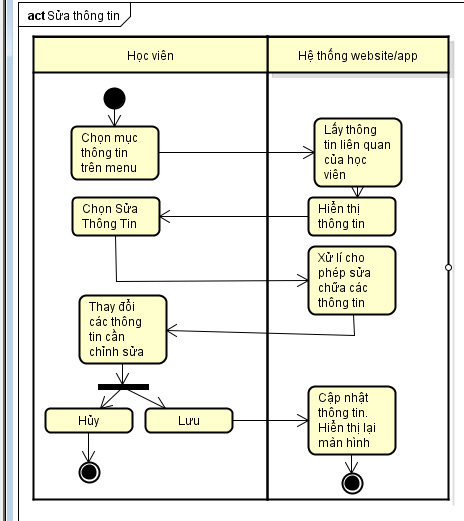 act Sửa thông tin
Học viên
Hệ thống website/app
Chọn mục
thông tin
trên menu
Lấy thông
tin liên quan
của học
viên
Chọn Sửa
Thông Tin
Hiển thị
thông tin
Xử lí cho
phép sửa
chữa các
thông tin
Thay đổi
các thông
tin cần
chỉnh sửa
Hủy
Lưu
Cập nhật
thông tin.
Hiển thị lại
màn hình